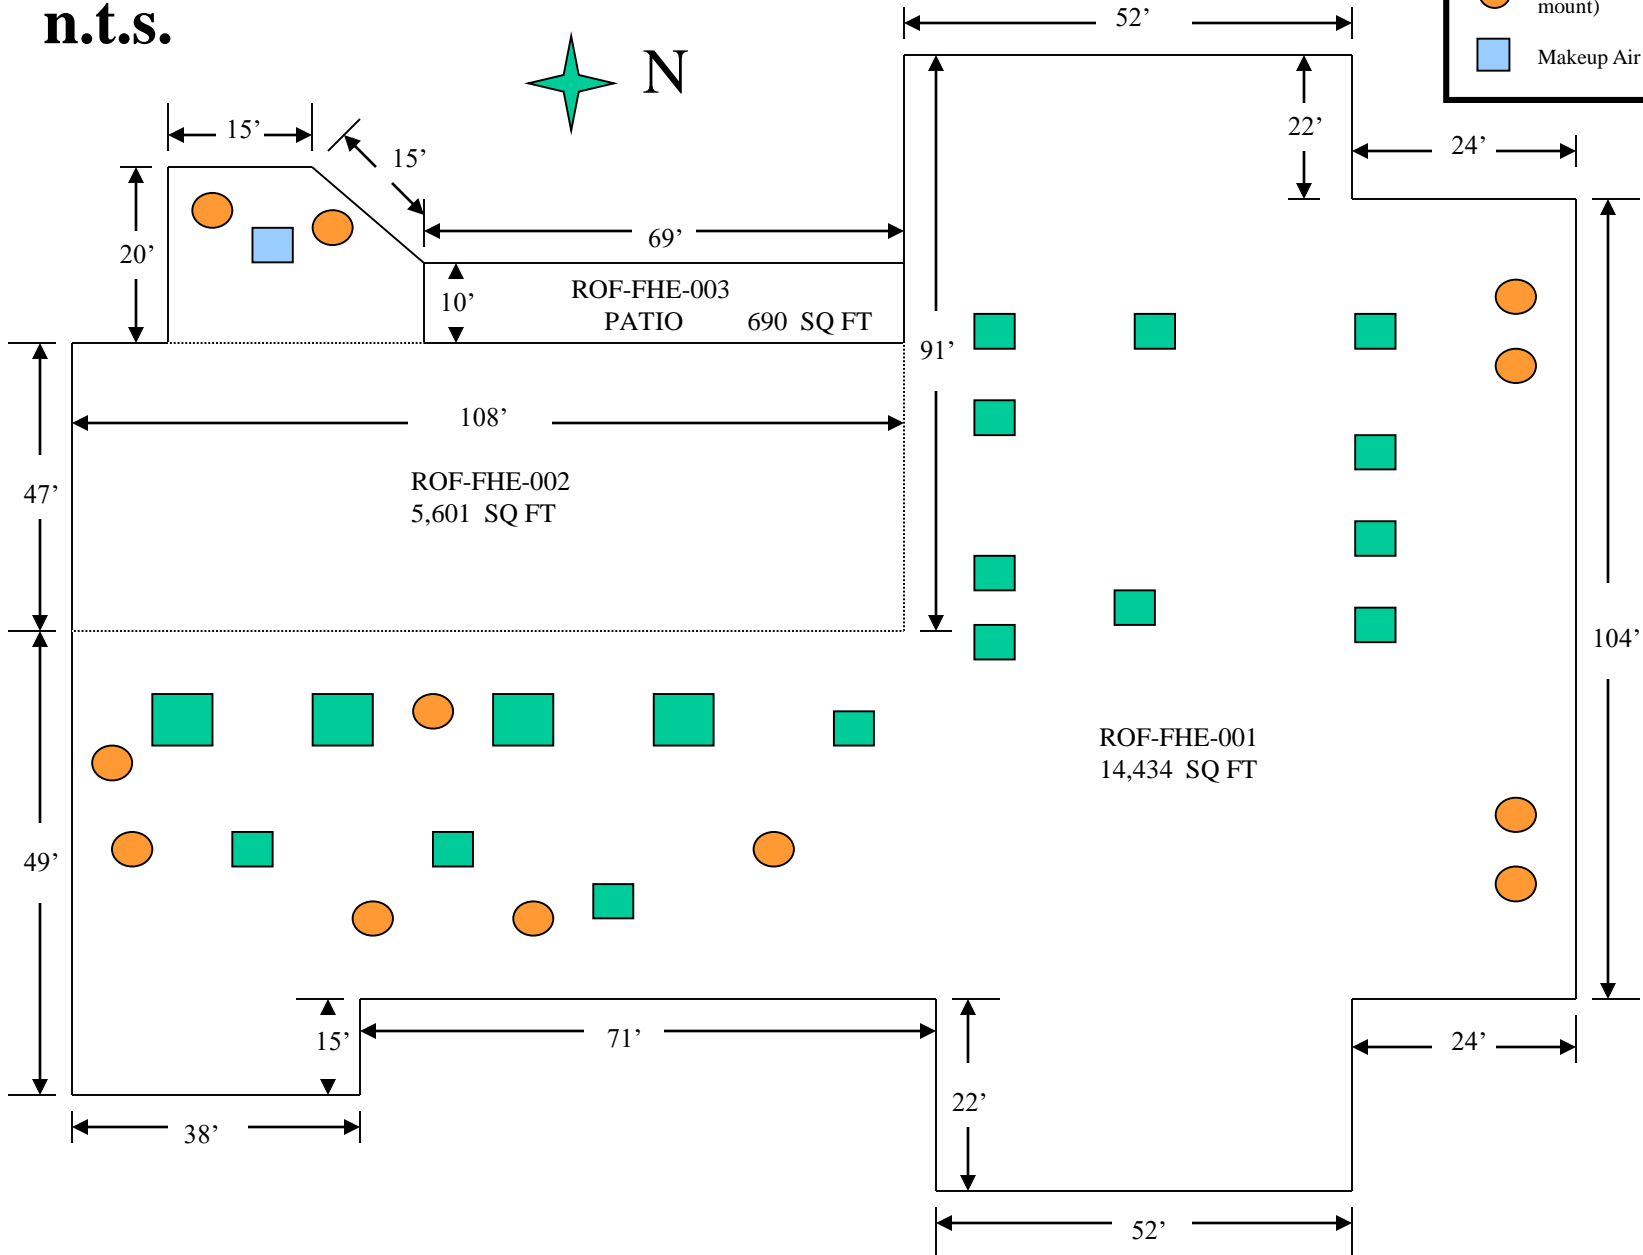 n.t.s.
N
52’
mount)
Makeup Air
15’
15’
22’
24’
20’
69’
10’
ROF-FHE-003
PATIO 690 SQ FT
91’
108’
47’
ROF-FHE-002
5,601 SQ FT
104’
ROF-FHE-001
14,434 SQ FT
49’
15’
71’
24’
22’
38’
52’